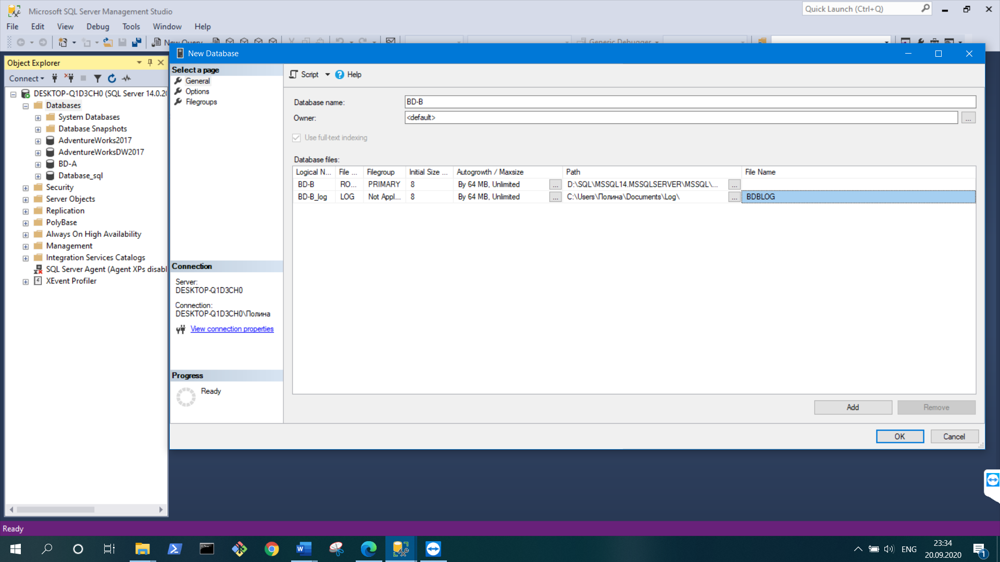 Microsoft SQL Server Management Studio
Quick Launch (Ctrl+Q)
File Edit View Debug Tools Window Help
New Query
Generic Debugger
New Database
Object Explorer
Connect
DESKTOP-Q1D3CH0 (SQL Server 14.0.20
Databases
System Databases
Database Snapshots
AdventureWorks2017
AdventureWorksDW2017
BD-A
Database_sql
Security
Server Objects
Replication
PolyBase
Always On High Availability
Management
Integration Services Catalogs
SQL Server Agent (Agent XPs disabl
XEvent Profiler
Select a page
General
Options
Filegroups
Connection
Server:
DESKTOP-Q1D3CH0
Connection:
DESKTOP-Q1D3CH0\Полина
View connection properties
Progress
Ready
Script Help
Database name: BD-B
Owner: <default> ...
Use full-text indexing
Database files:
Logical N... File ... Filegroup Initial Size ... Autogrowth / Maxsize Path File Name
BD-B RO... PRIMARY 8 By 64 MB, Unlimited ... D:\SQL\MSSQL14.MSSQLSERVER\MSSQL\... ...
BD-B_log LOG Not Appl... 8 By 64 MB, Unlimited ... C:\Users\Полина\Documents\Log\ ... BDBLOG
Add Remove
OK Cancel
Ready
ENG
23:34
20.09.2020
1